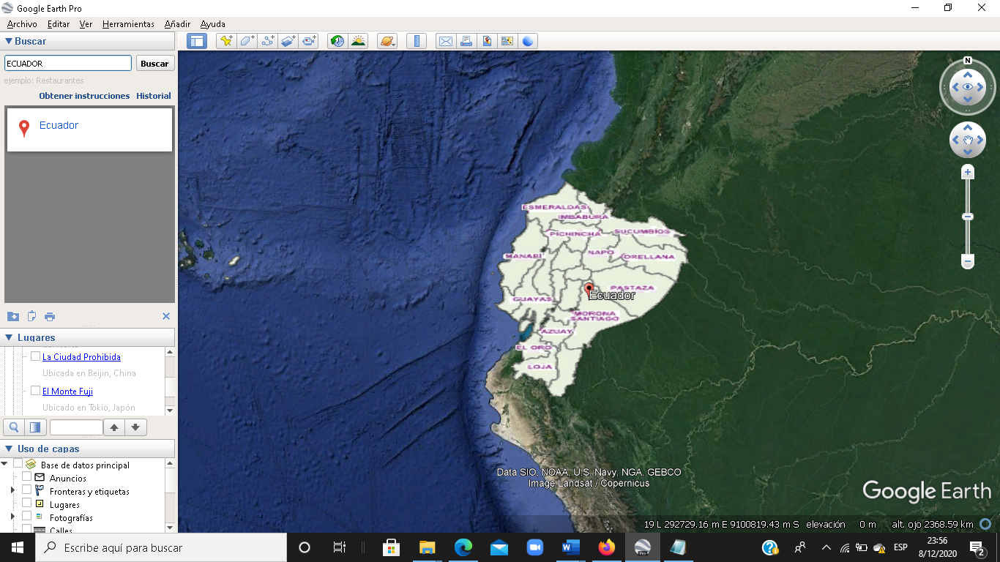 Google Earth Pro
Archivo Editar Ver Herramientas Añadir Ayuda
Buscar
ECUADOR
Buscar
ejemplo: Restaurantes
Obtener instrucciones Historial
Ecuador
Lugares
La Ciudad Prohibida
Ubicada en Beijin, China
El Monte Fuji
Ubicado en Tokio, Japón
Uso de capas
Base de datos principal
Anuncios
Fronteras y etiquetas
Lugares
Fotografías
Calles
N
ESMERALDAS
IMBABURA
PICHINCHA
SUCUMBÍOS
MANABÍ
NAPO
ORELLANA
PASTAZA
Ecuador
GUAYAS
MORONA
SANTIAGO
AZUAY
EL ORO
LOJA
Data SIO, NOAA, U.S. Navy, NGA, GEBCO
Image Landsat / Copernicus
Google Earth
19 L 292729.16 m E 9100819.43 m S elevación 0 m alt. ojo 2368.59 km
Escribe aquí para buscar
Pro
ESP
23:56
8/12/2020
2